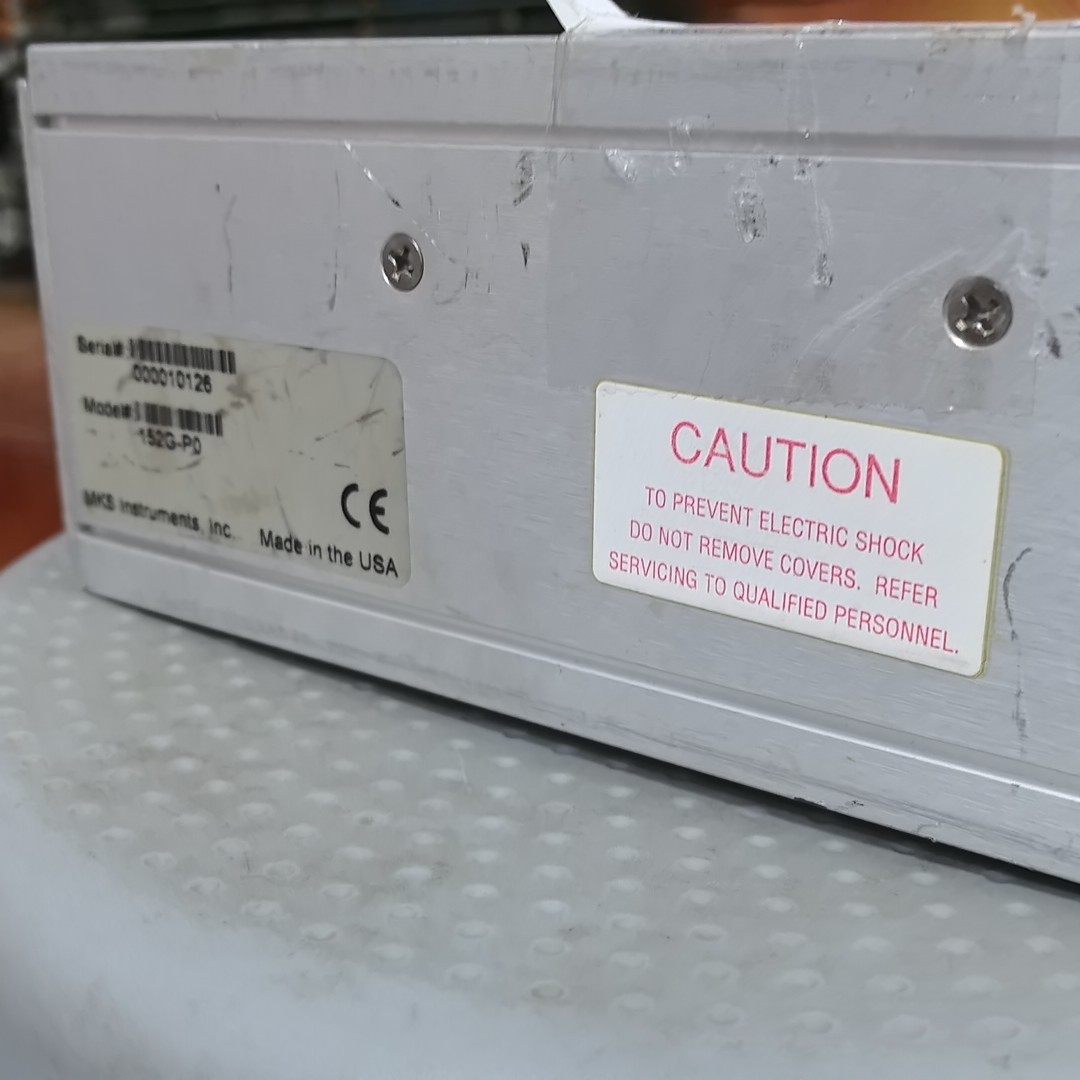 Serial#
000010126
Model#
152G-P0
MKS Instruments, Inc.
CE
Made in the USA
CAUTION
TO PREVENT ELECTRIC SHOCK
DO NOT REMOVE COVERS. REFER
SERVICING TO QUALIFIED PERSONNEL.